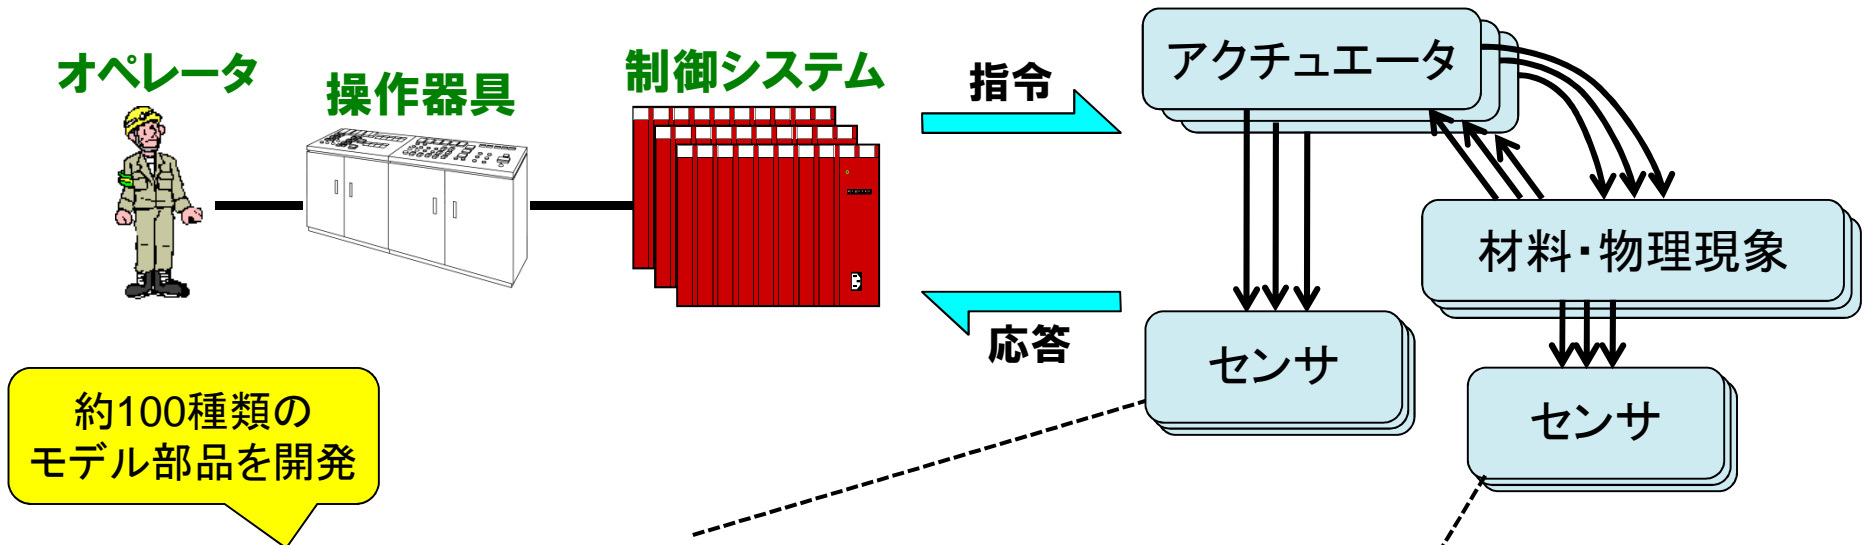 オペレータ
操作器具
制御システム
指令
アクチュエータ
材料・物理現象
応答
センサ
センサ
約100種類の
モデル部品を開発